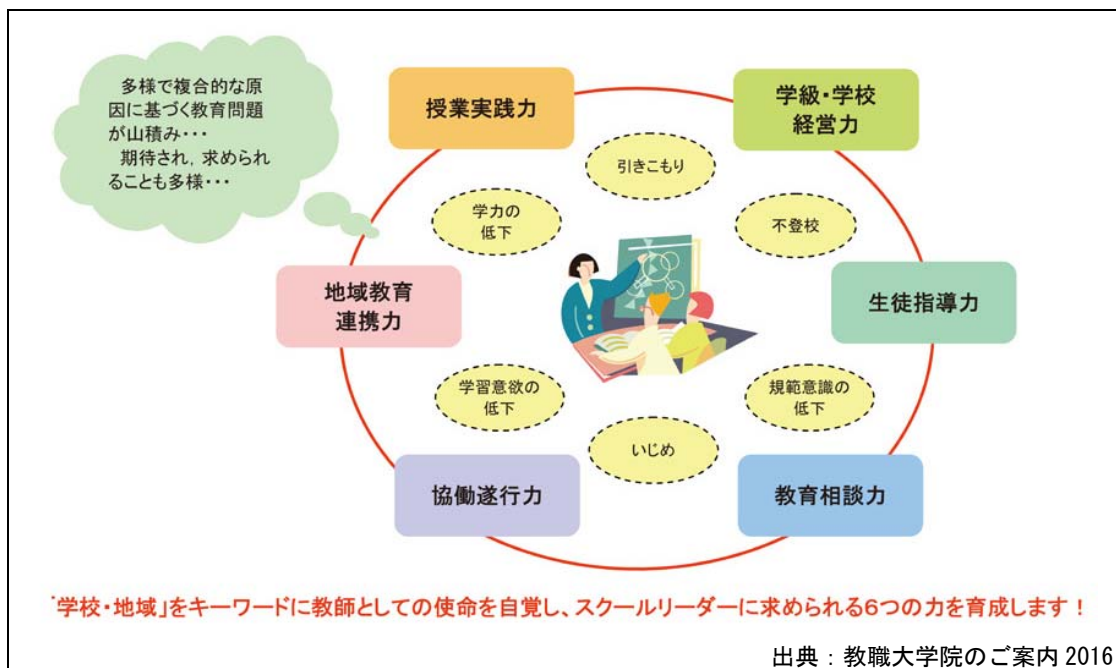 多様で複合的な原
因に基づく教育問題
が山積み・・・
期待され，求められ
ることも多様・・・
授業実践力
学級・学校
経営力
引きこもり
学力の
低下
不登校
地域教育
連携力
生徒指導力
学習意欲の
低下
規範意識の
低下
いじめ
協働遂行力
教育相談力
「学校・地域」をキーワードに教師としての使命を自覚し、スクールリーダーに求められる6つの力を育成します！
出典：教職大学院のご案内 2016